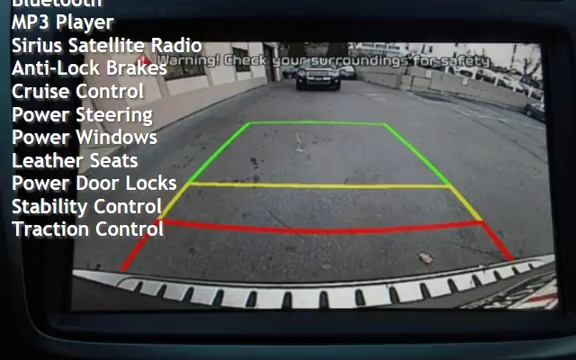 Bluetooth
MP3 Player
Sirius Satellite Radio
Warning! Check your surroundings for safety
Anti-Lock Brakes
Cruise Control
Power Steering
Power Windows
Leather Seats
Power Door Locks
Stability Control
Traction Control